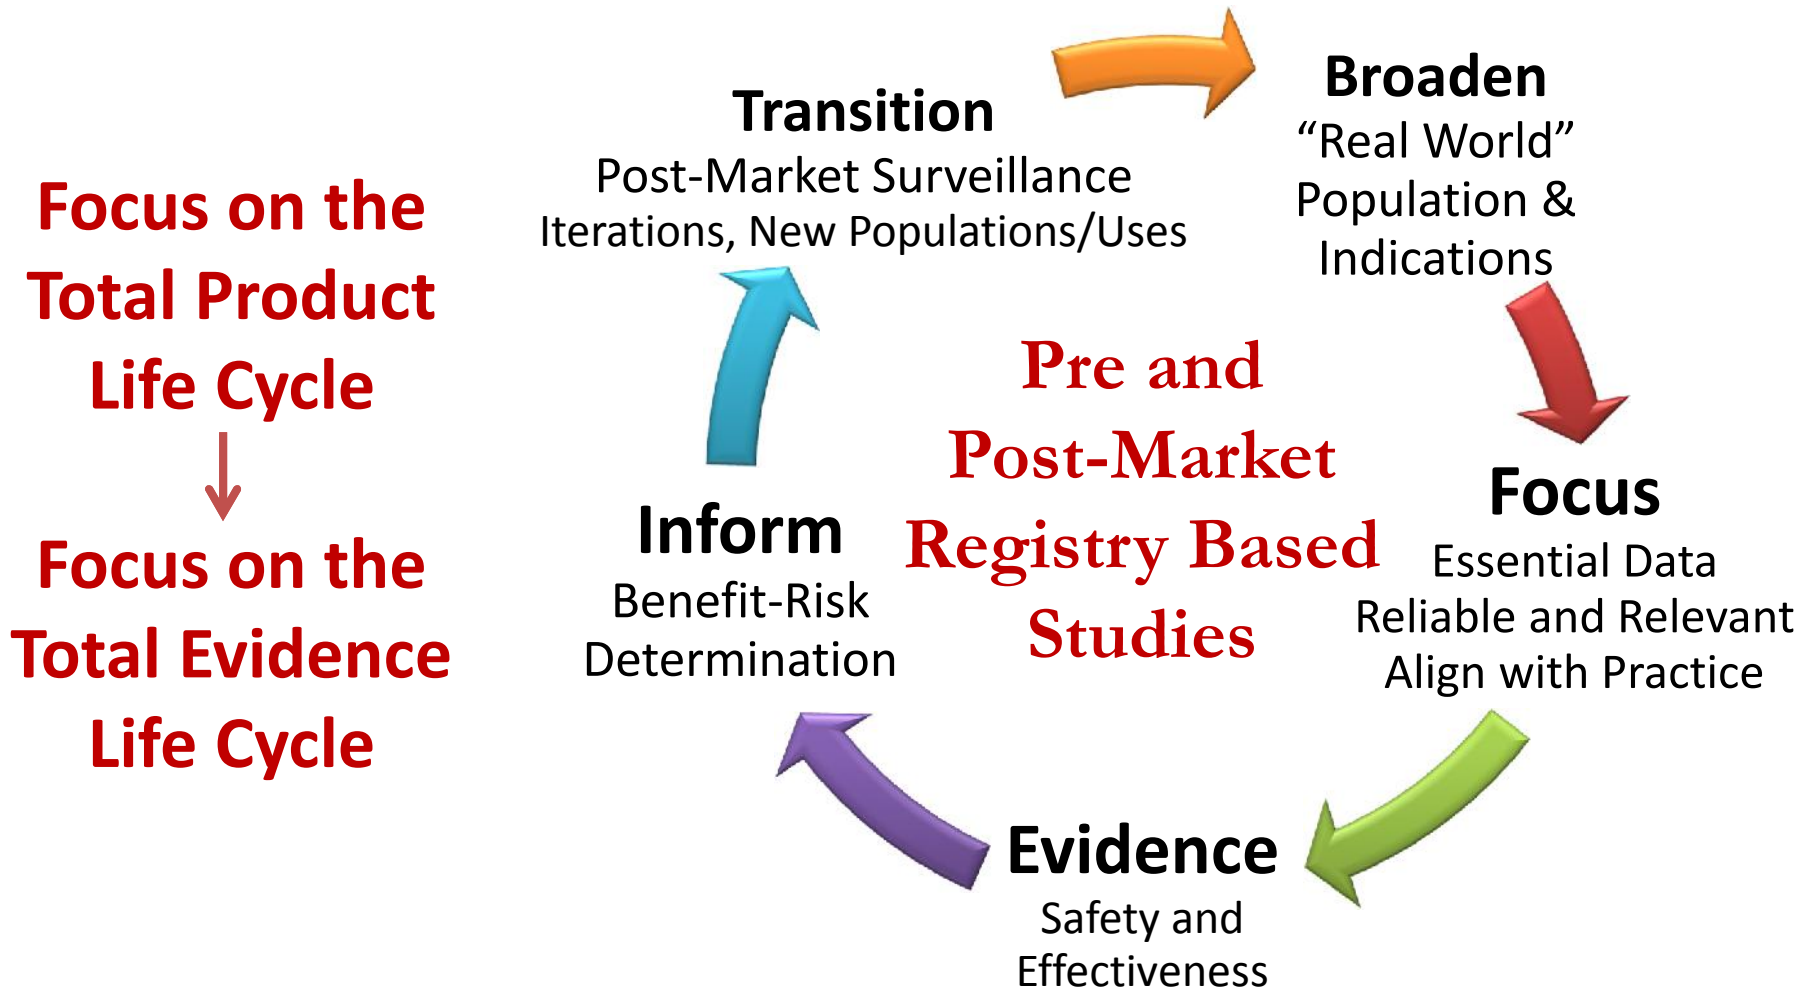 Focus on the
Total Product
Life Cycle
Focus on the
Total Evidence
Life Cycle
Transition
Post-Market Surveillance
Iterations, New Populations/Uses
Broaden
“Real World”
Population &
Indications
Pre and
Post-Market
Registry Based
Studies
Focus
Essential Data
Reliable and Relevant
Align with Practice
Evidence
Safety and
Effectiveness
Inform
Benefit-Risk
Determination